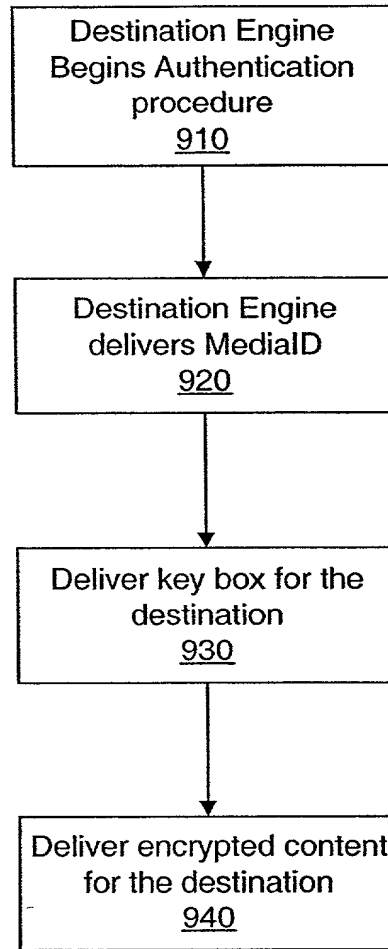 Destination Engine
Begins Authentication
procedure
910
Destination Engine
delivers MediaID
920
Deliver key box for the
destination
930
Deliver encrypted content
for the destination
940